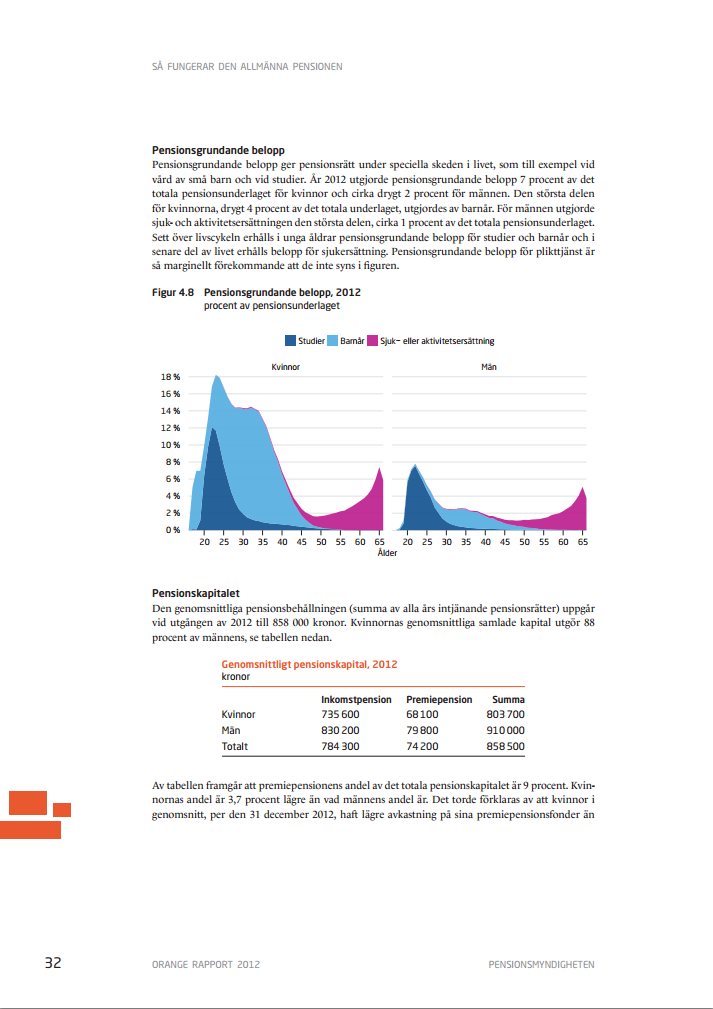 SÅ FUNGERAR DEN ALLMÄNNA PENSIONEN
Pensionsgrundande belopp
Pensionsgrundande belopp ger pensionsrätt under speciella skeden i livet, som till exempel vid
vård av små barn och vid studier. År 2012 utgjorde pensionsgrundande belopp 7 procent av det
totala pensionsunderlaget för kvinnor och cirka drygt 2 procent för männen. Den största delen
för kvinnorna, drygt 4 procent av det totala underlaget, utgjordes av barnår. För männen utgjorde
sjuk- och aktivitetsersättningen den största delen, cirka 1 procent av det totala pensionsunderlaget.
Sett över livscykeln erhålls i unga åldrar pensionsgrundande belopp för studier och barnår och i
senare del av livet erhålls belopp för sjukersättning. Pensionsgrundande belopp för plikttjänst är
så marginellt förekommande att de inte syns i figuren.
Figur 4.8 Pensionsgrundande belopp, 2012
procent av pensionsunderlaget
Studier Barnår Sjuk- eller aktivitetsersättning
Kvinnor Män
18 %
16 %
14 %
12 %
10 %
8 %
6 %
4 %
2 %
0 %
20 25 30 35 40 45 50 55 60 65 20 25 30 35 40 45 50 55 60 65
Ålder
Pensionskapitalet
Den genomsnittliga pensionsbehållningen (summa av alla års intjänande pensionsrätter) uppgår
vid utgången av 2012 till 858 000 kronor. Kvinnornas genomsnittliga samlade kapital utgör 88
procent av männens, se tabellen nedan.
Genomsnittligt pensionskapital, 2012
kronor
Inkomstpension Premiepension Summa
Kvinnor 735 600 68 100 803 700
Män 830 200 79 800 910 000
Totalt 784 300 74 200 858 500
Av tabellen framgår att premiepensionens andel av det totala pensionskapitalet är 9 procent. Kvin-
nornas andel är 3,7 procent lägre än vad männens andel är. Det torde förklaras av att kvinnor i
genomsnitt, per den 31 december 2012, haft lägre avkastning på sina premiepensionsfonder än
32 ORANGE RAPPORT 2012 PENSIONSMYNDIGHETEN